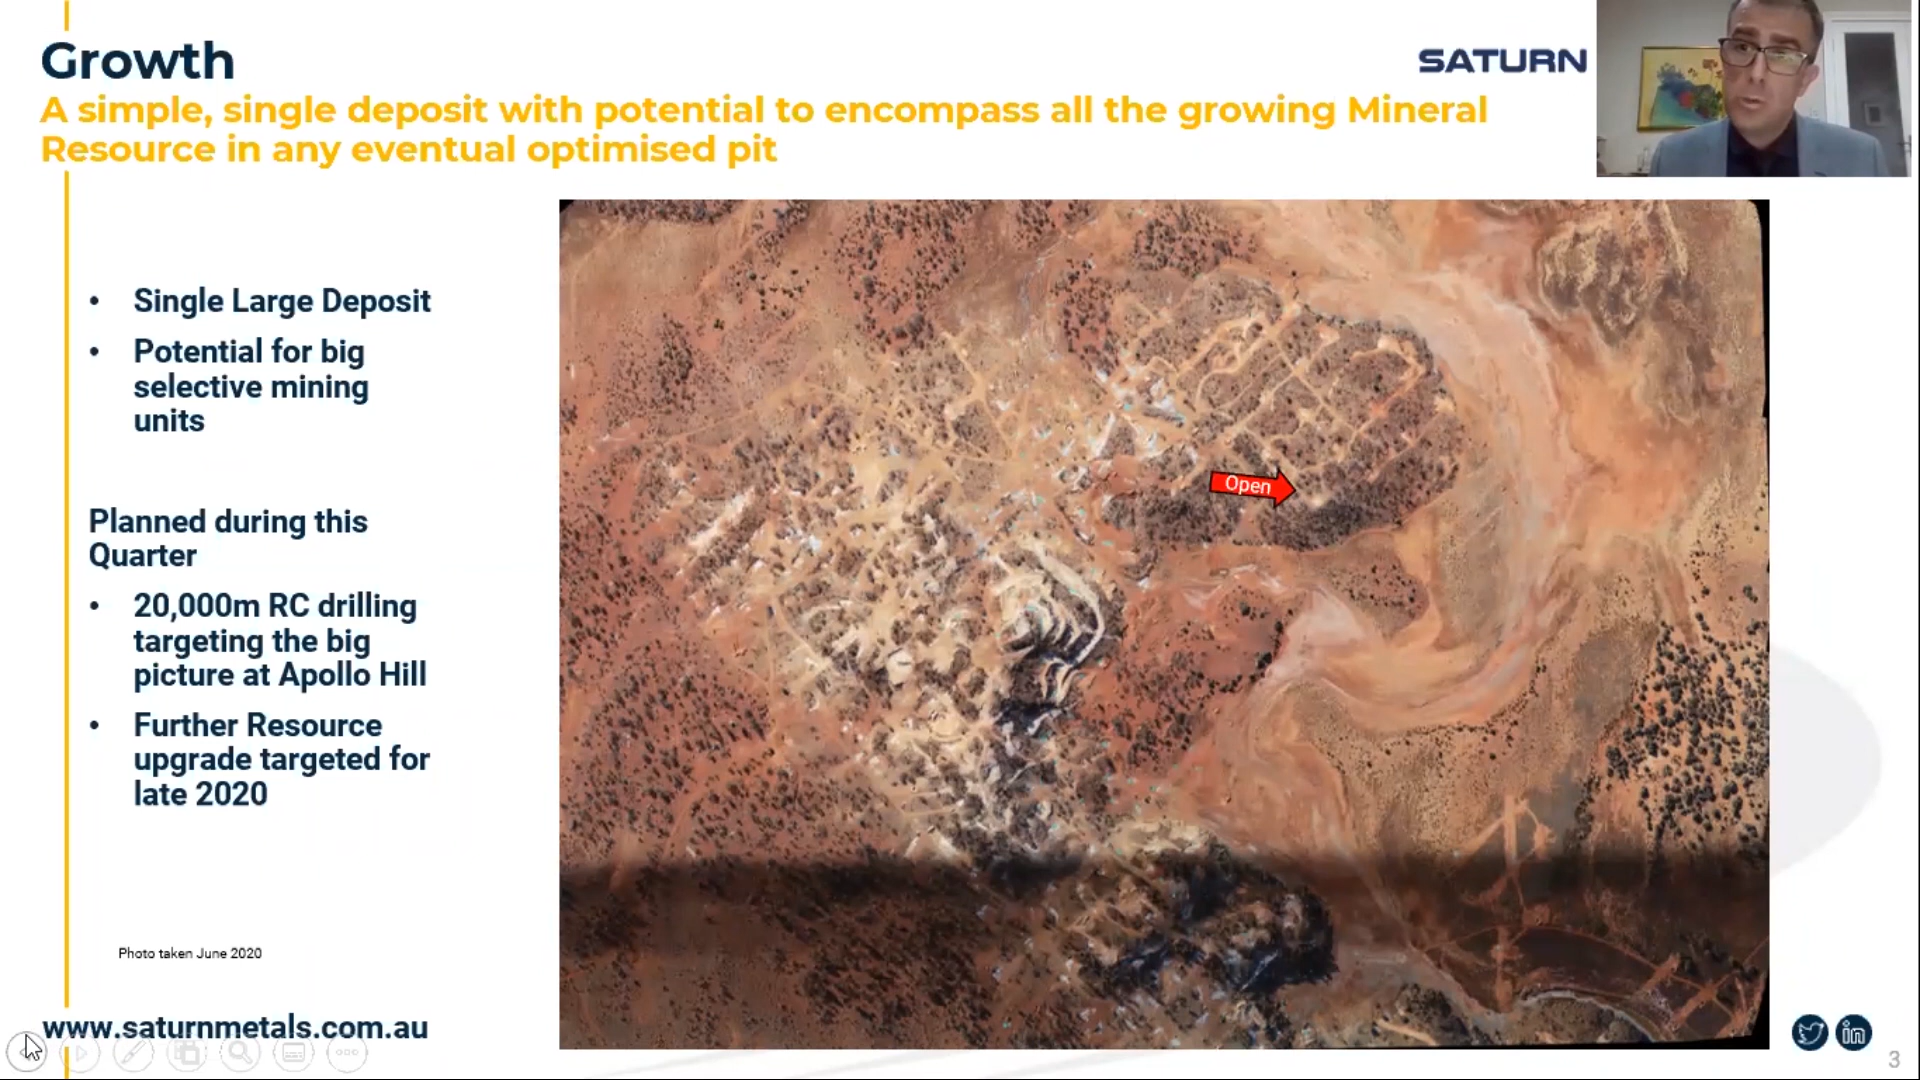 Growth
SATURN
A simple, single deposit with potential to encompass all the growing Mineral
Resource in any eventual optimised pit
• Single Large Deposit
• Potential for big
selective mining
units
Planned during this
Quarter
• 20,000m RC drilling
targeting the big
picture at Apollo Hill
• Further Resource
upgrade targeted for
late 2020
Open
Photo taken June 2020
www.saturnmetals.com.au
in
3